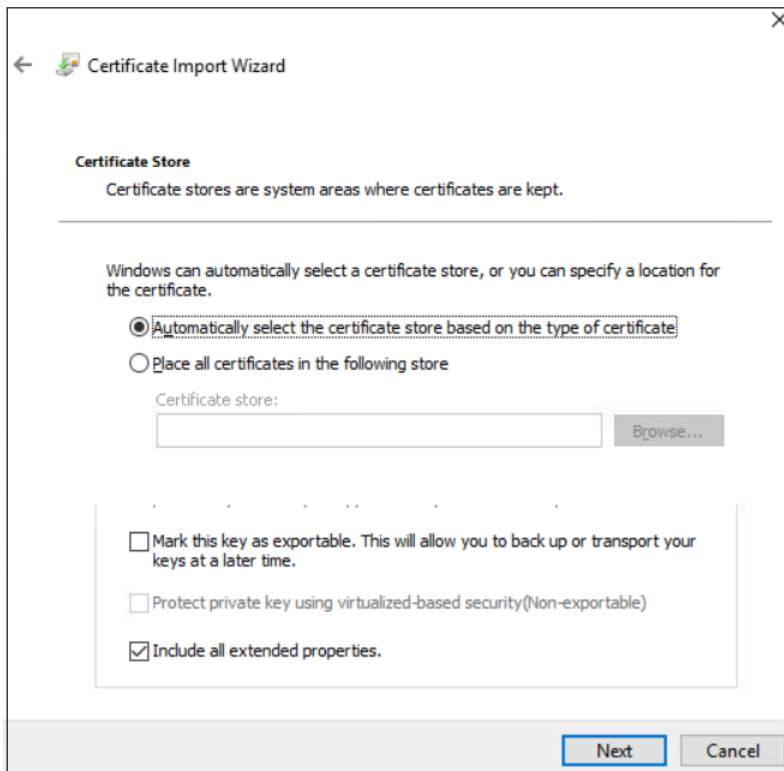 Certificate Import Wizard
Certificate Store
Certificate stores are system areas where certificates are kept.
Windows can automatically select a certificate store, or you can specify a location for
the certificate.
Automatically select the certificate store based on the type of certificate
Place all certificates in the following store
Certificate store:
Browse...
Mark this key as exportable. This will allow you to back up or transport your
keys at a later time.
Protect private key using virtualized-based security(Non-exportable)
Include all extended properties.
Next
Cancel